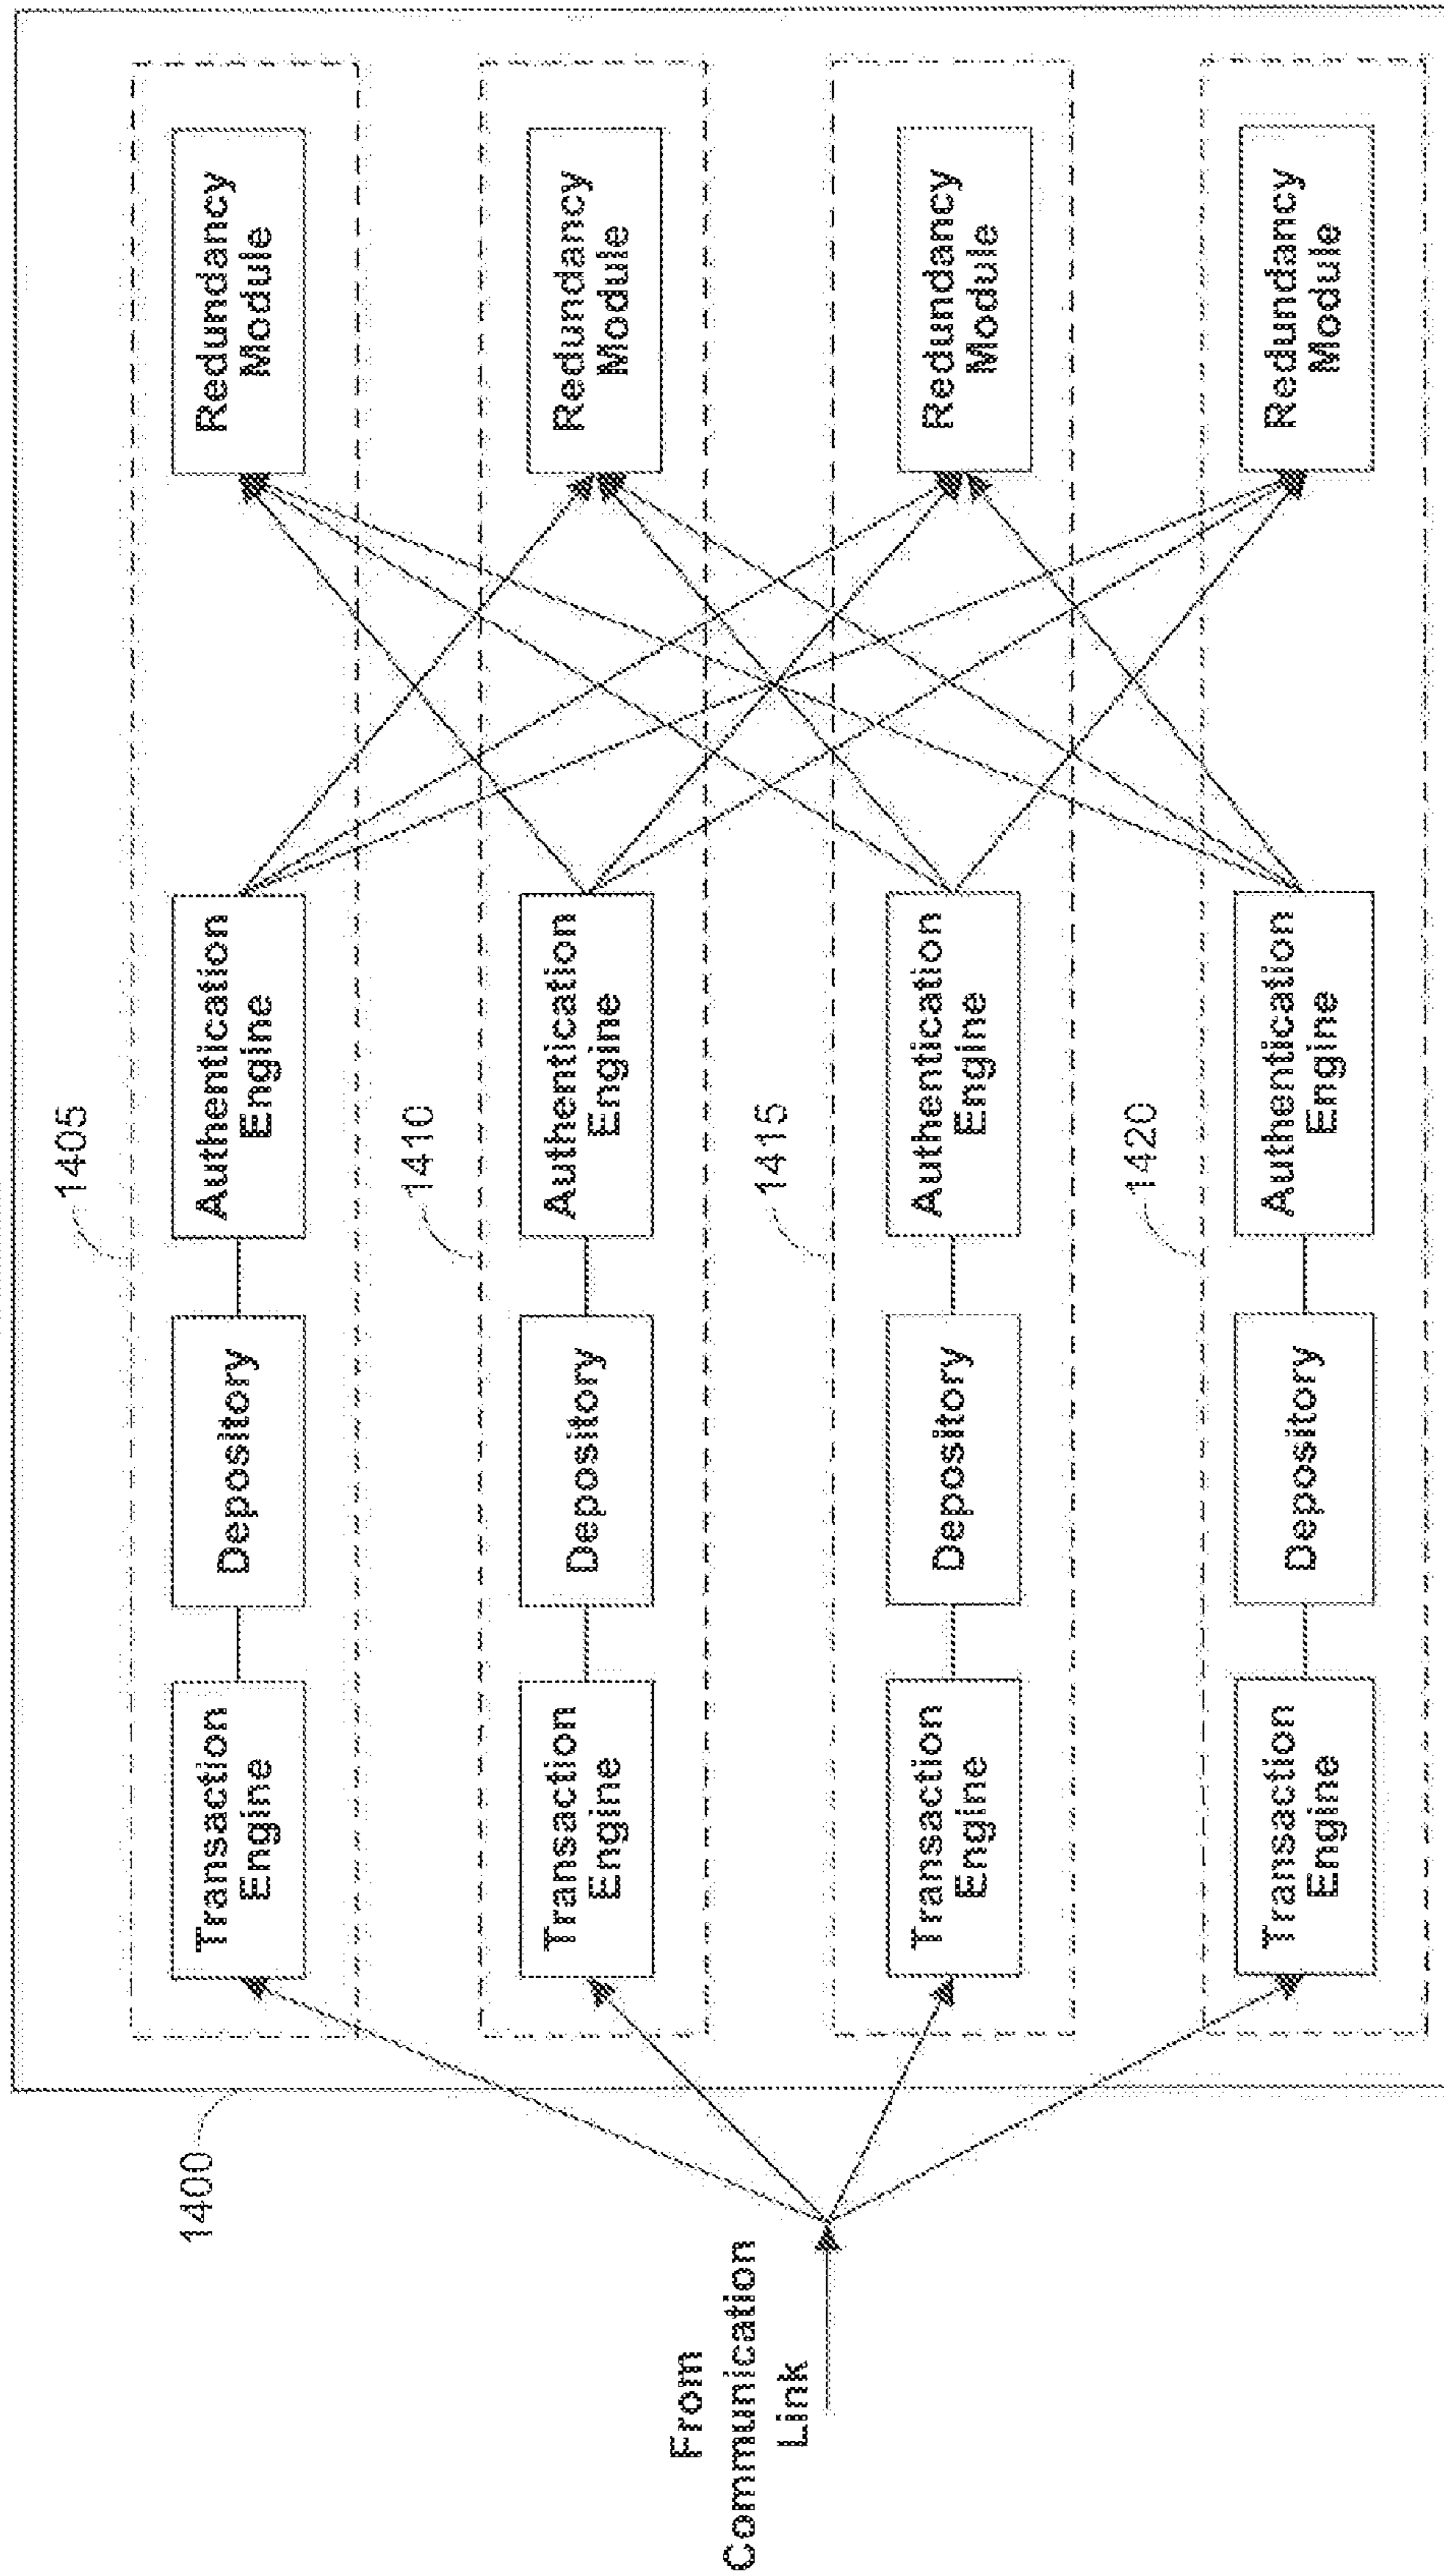 From
Communication
Link
1400
1405
Transaction
Engine
Depository
Authentication
Engine
Redundancy
Module
1410
Transaction
Engine
Depository
Authentication
Engine
Redundancy
Module
1415
Transaction
Engine
Depository
Authentication
Engine
Redundancy
Module
1420
Transaction
Engine
Depository
Authentication
Engine
Redundancy
Module